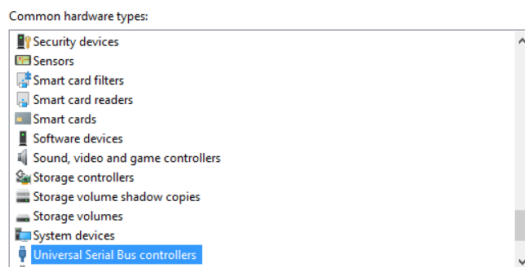 Common hardware types:
Security devices
Sensors
Smart card filters
Smart card readers
Smart cards
Software devices
Sound, video and game controllers
Storage controllers
Storage volume shadow copies
Storage volumes
System devices
Universal Serial Bus controllers